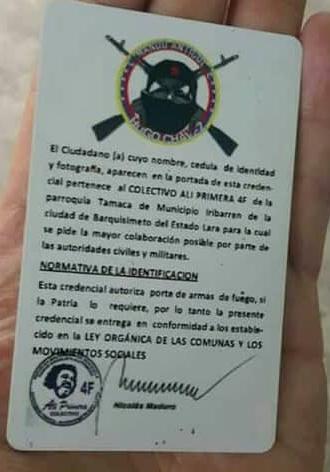 HUGO CHAVEZ
El Ciudadano (a) cuyo nombre, cedula de identidad
y fotografia, aparecen en la portada de esta creden-
cial pertenece al COLECTIVO ALI PRIMERA 4F de la
parroquia Tamaca de Municipio Iribarren de la
ciudad de Barquisimeto del Estado Lara para la cual
se pide la mayor colaboración posible por parte de
las autoridades civiles y militares.
NORMATIVA DE LA IDENTIFICACION
Esta credencial autoriza porte de armas de fuego, si
la Patria lo requiere, por lo tanto la presente
credencial se entrega en conformidad a los estable-
cido en la LEY ORGÁNICA DE LAS COMUNAS Y LOS
MOVIMIENTOS SOCIALES
4F
Ali Primera
COLECTIVO
Nicolás Maduro